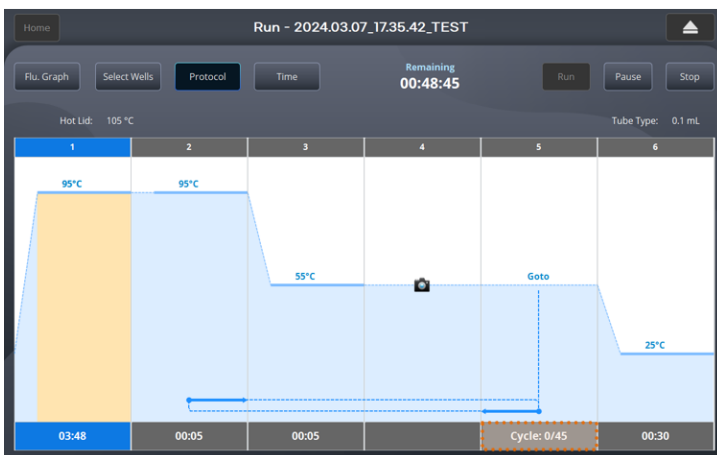 Home
Run - 2024.03.07_17.35.42_TEST
Flu. Graph
Select Wells
Protocol
Time
Remaining
00:48:45
Run
Pause
Stop
Hot Lid: 105 °C
Tube Type: 0.1 mL
1 2 3 4 5 6
95°C 95°C
55°C Goto
25°C
03:48 00:05 00:05 Cycle: 0/45 00:30